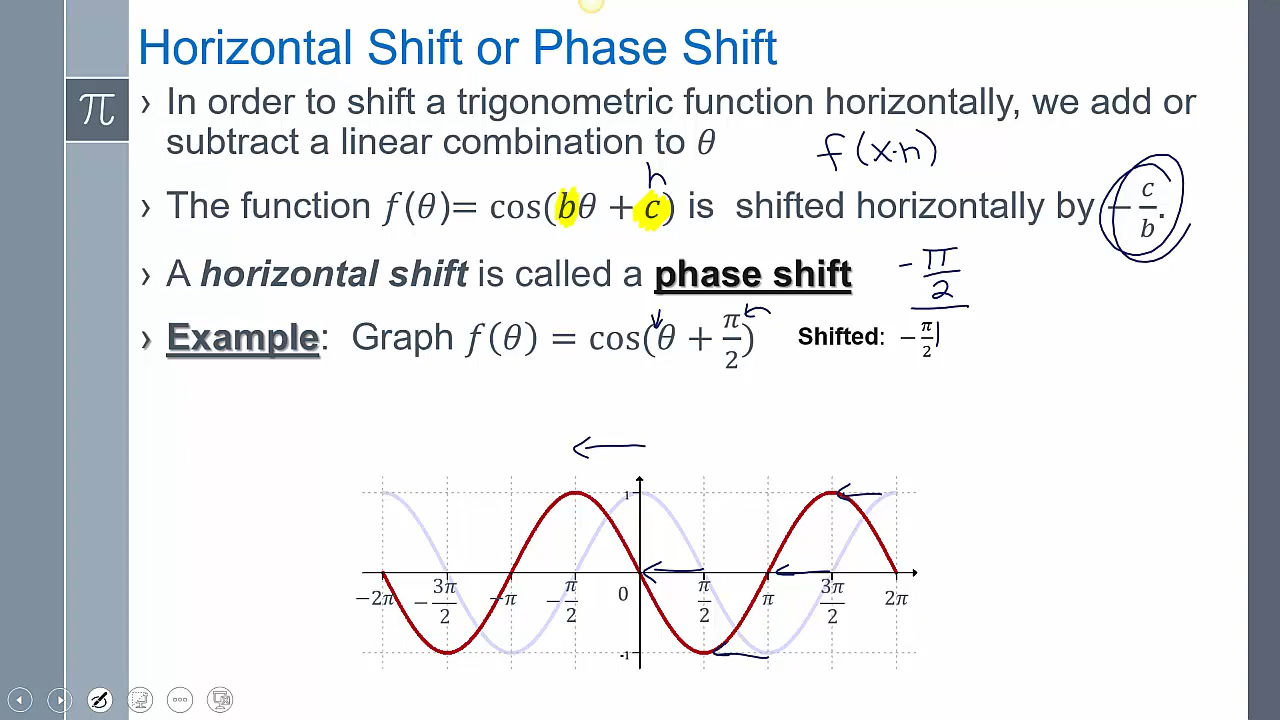 Horizontal Shift or Phase Shift
π
› In order to shift a trigonometric function horizontally, we add or
subtract a linear combination to θ
f(x-h)
h
› The function f(θ)= cos(bθ + c) is shifted horizontally by −c/b.
› A horizontal shift is called a phase shift
-π/2
› Example: Graph f(θ) = cos(θ + π/2) Shifted: −π/2
1
−2π −3π/2 −π −π/2 0 π/2 π 3π/2 2π
-1